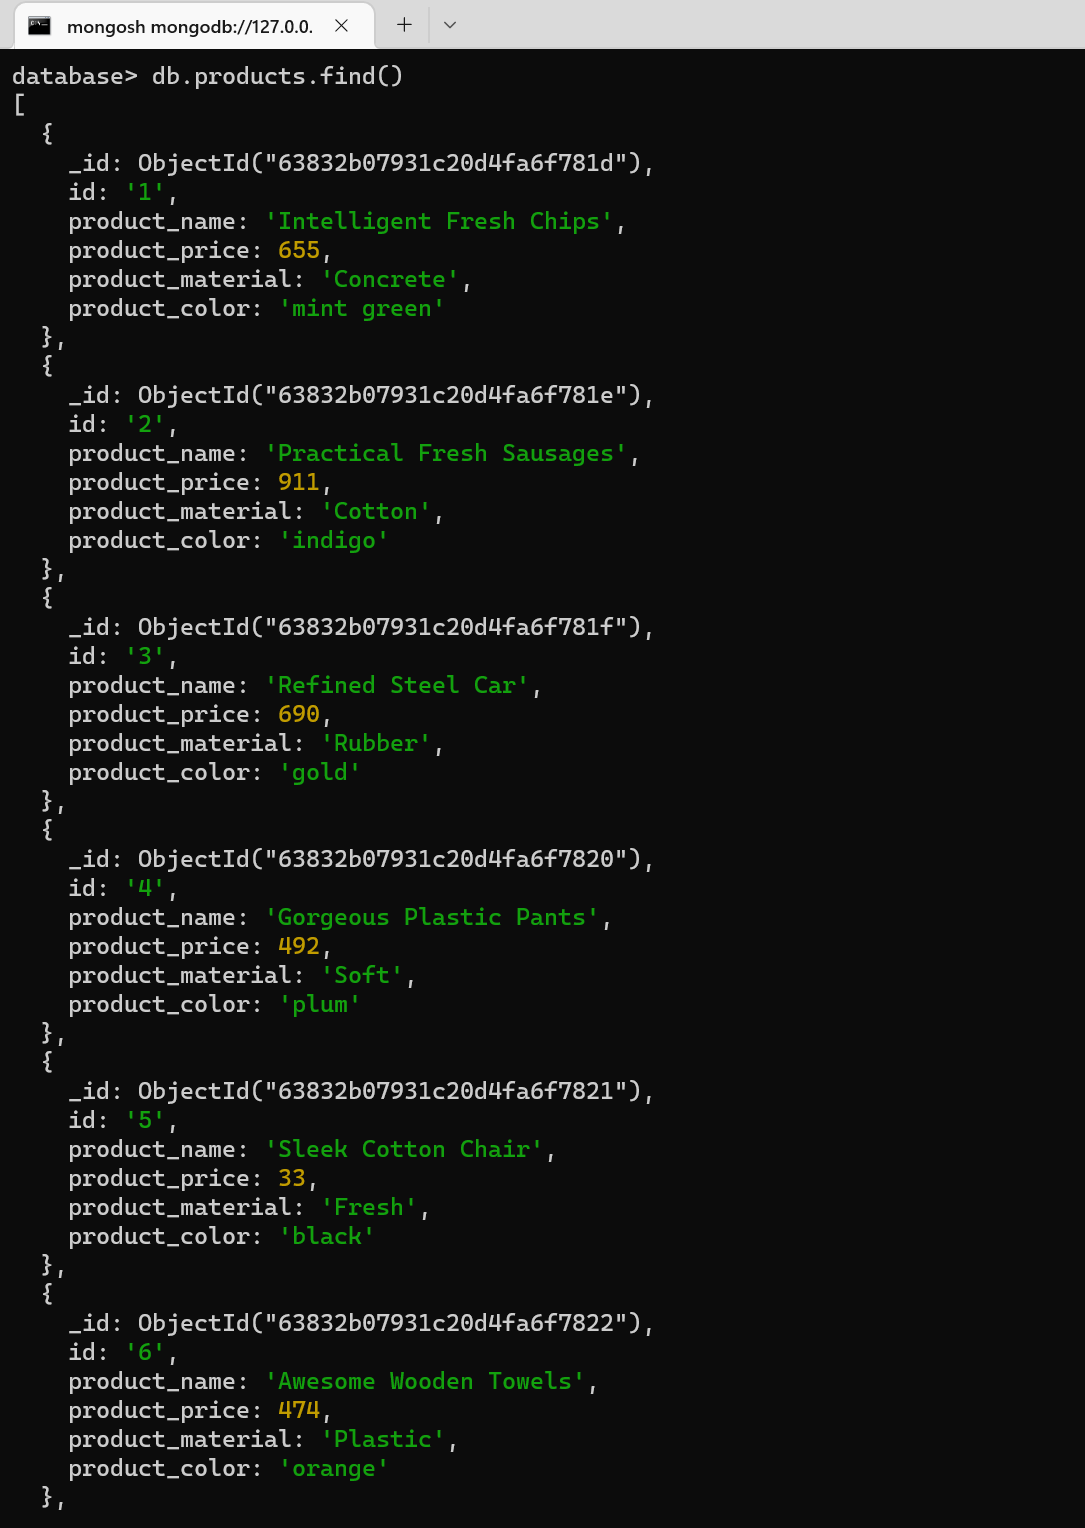 mongosh mongodb://127.0.0.
database> db.products.find()
[
  {
    _id: ObjectId("63832b07931c20d4fa6f781d"),
    id: '1',
    product_name: 'Intelligent Fresh Chips',
    product_price: 655,
    product_material: 'Concrete',
    product_color: 'mint green'
  },
  {
    _id: ObjectId("63832b07931c20d4fa6f781e"),
    id: '2',
    product_name: 'Practical Fresh Sausages',
    product_price: 911,
    product_material: 'Cotton',
    product_color: 'indigo'
  },
  {
    _id: ObjectId("63832b07931c20d4fa6f781f"),
    id: '3',
    product_name: 'Refined Steel Car',
    product_price: 690,
    product_material: 'Rubber',
    product_color: 'gold'
  },
  {
    _id: ObjectId("63832b07931c20d4fa6f7820"),
    id: '4',
    product_name: 'Gorgeous Plastic Pants',
    product_price: 492,
    product_material: 'Soft',
    product_color: 'plum'
  },
  {
    _id: ObjectId("63832b07931c20d4fa6f7821"),
    id: '5',
    product_name: 'Sleek Cotton Chair',
    product_price: 33,
    product_material: 'Fresh',
    product_color: 'black'
  },
  {
    _id: ObjectId("63832b07931c20d4fa6f7822"),
    id: '6',
    product_name: 'Awesome Wooden Towels',
    product_price: 474,
    product_material: 'Plastic',
    product_color: 'orange'
  },